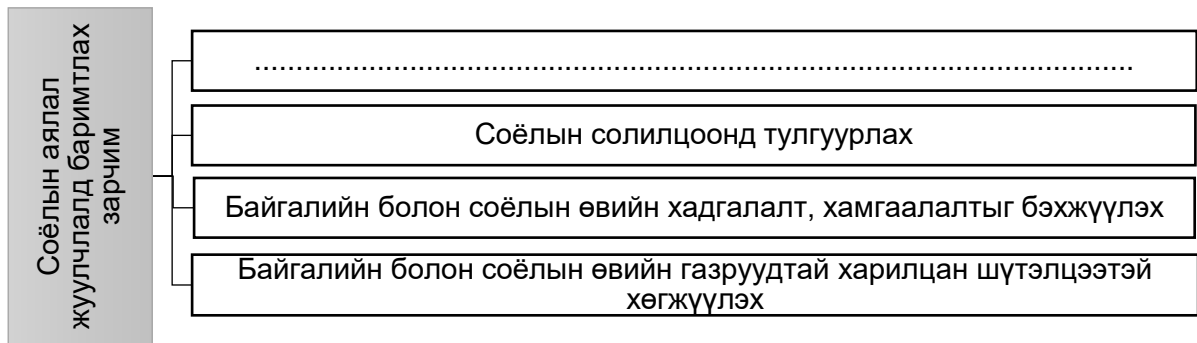 Соёлын аялал
жуулчлалд баримтлах
зарчим
..........................................................................................................
Соёлын солилцоонд тулгуурлах
Байгалийн болон соёлын өвийн хадгалалт, хамгаалалтыг бэхжүүлэх
Байгалийн болон соёлын өвийн газруудтай харилцан шүтэлцээтэй
хөгжүүлэх